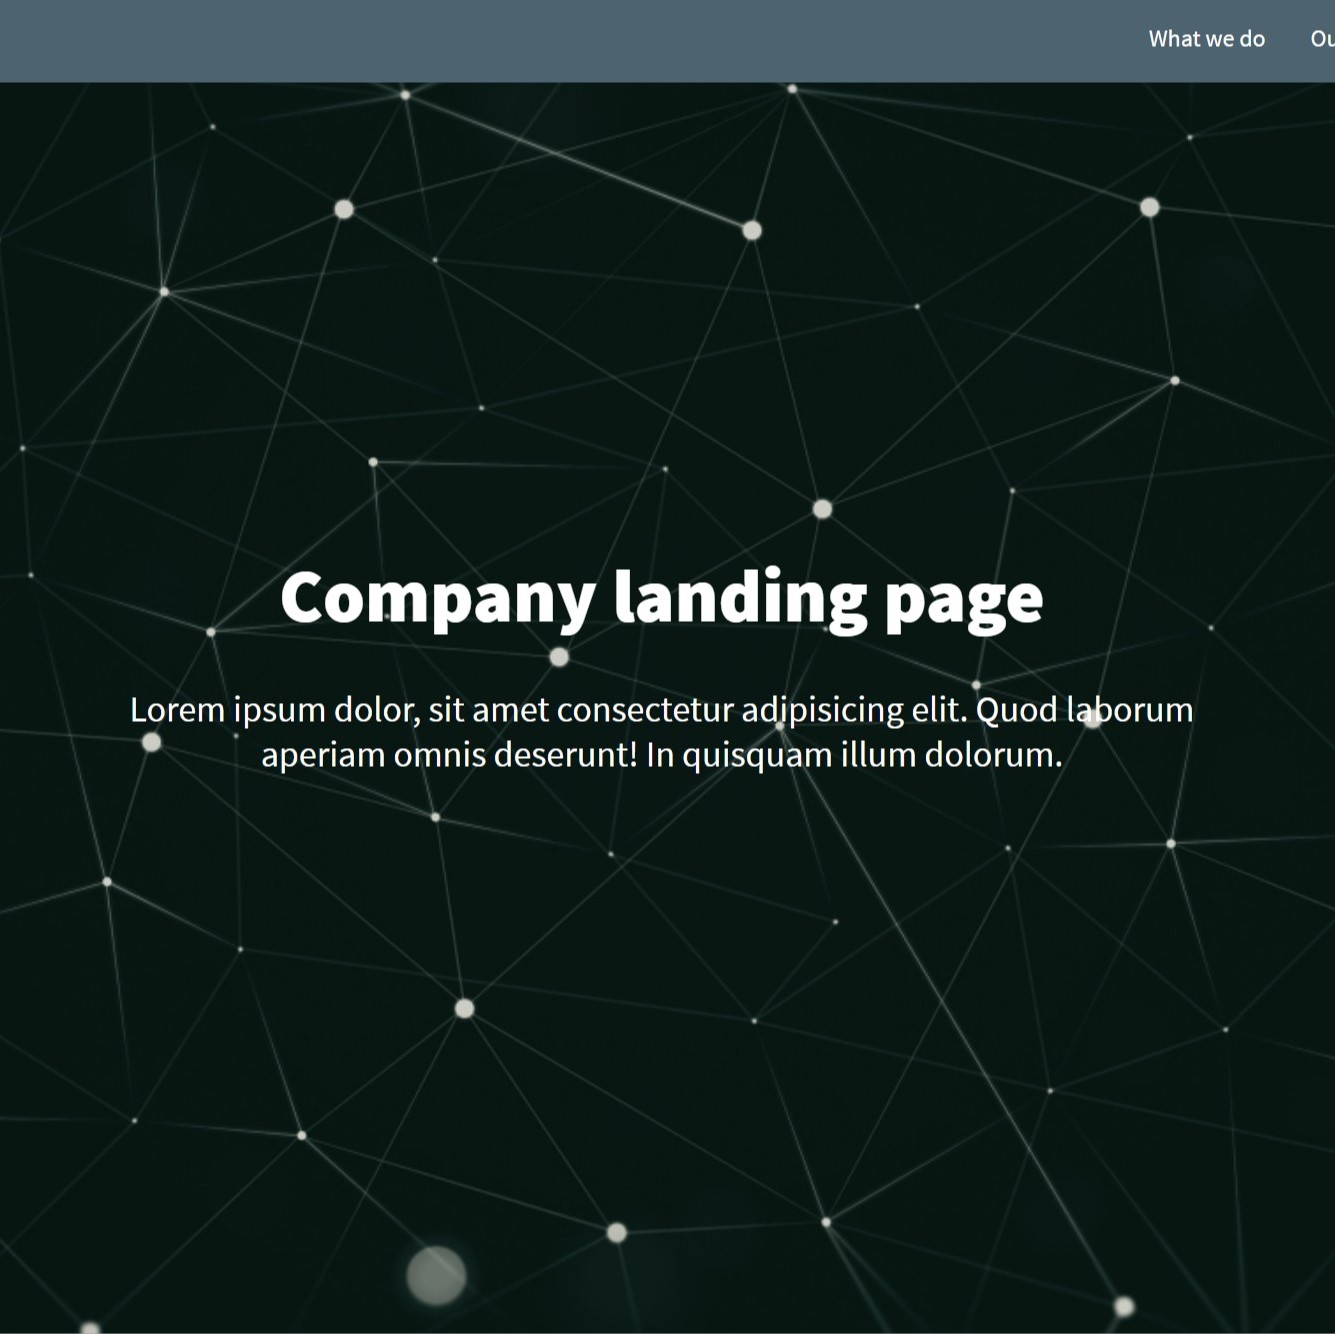 What we do Ou
Company landing page
Lorem ipsum dolor, sit amet consectetur adipisicing elit. Quod laborum
aperiam omnis deserunt! In quisquam illum dolorum.